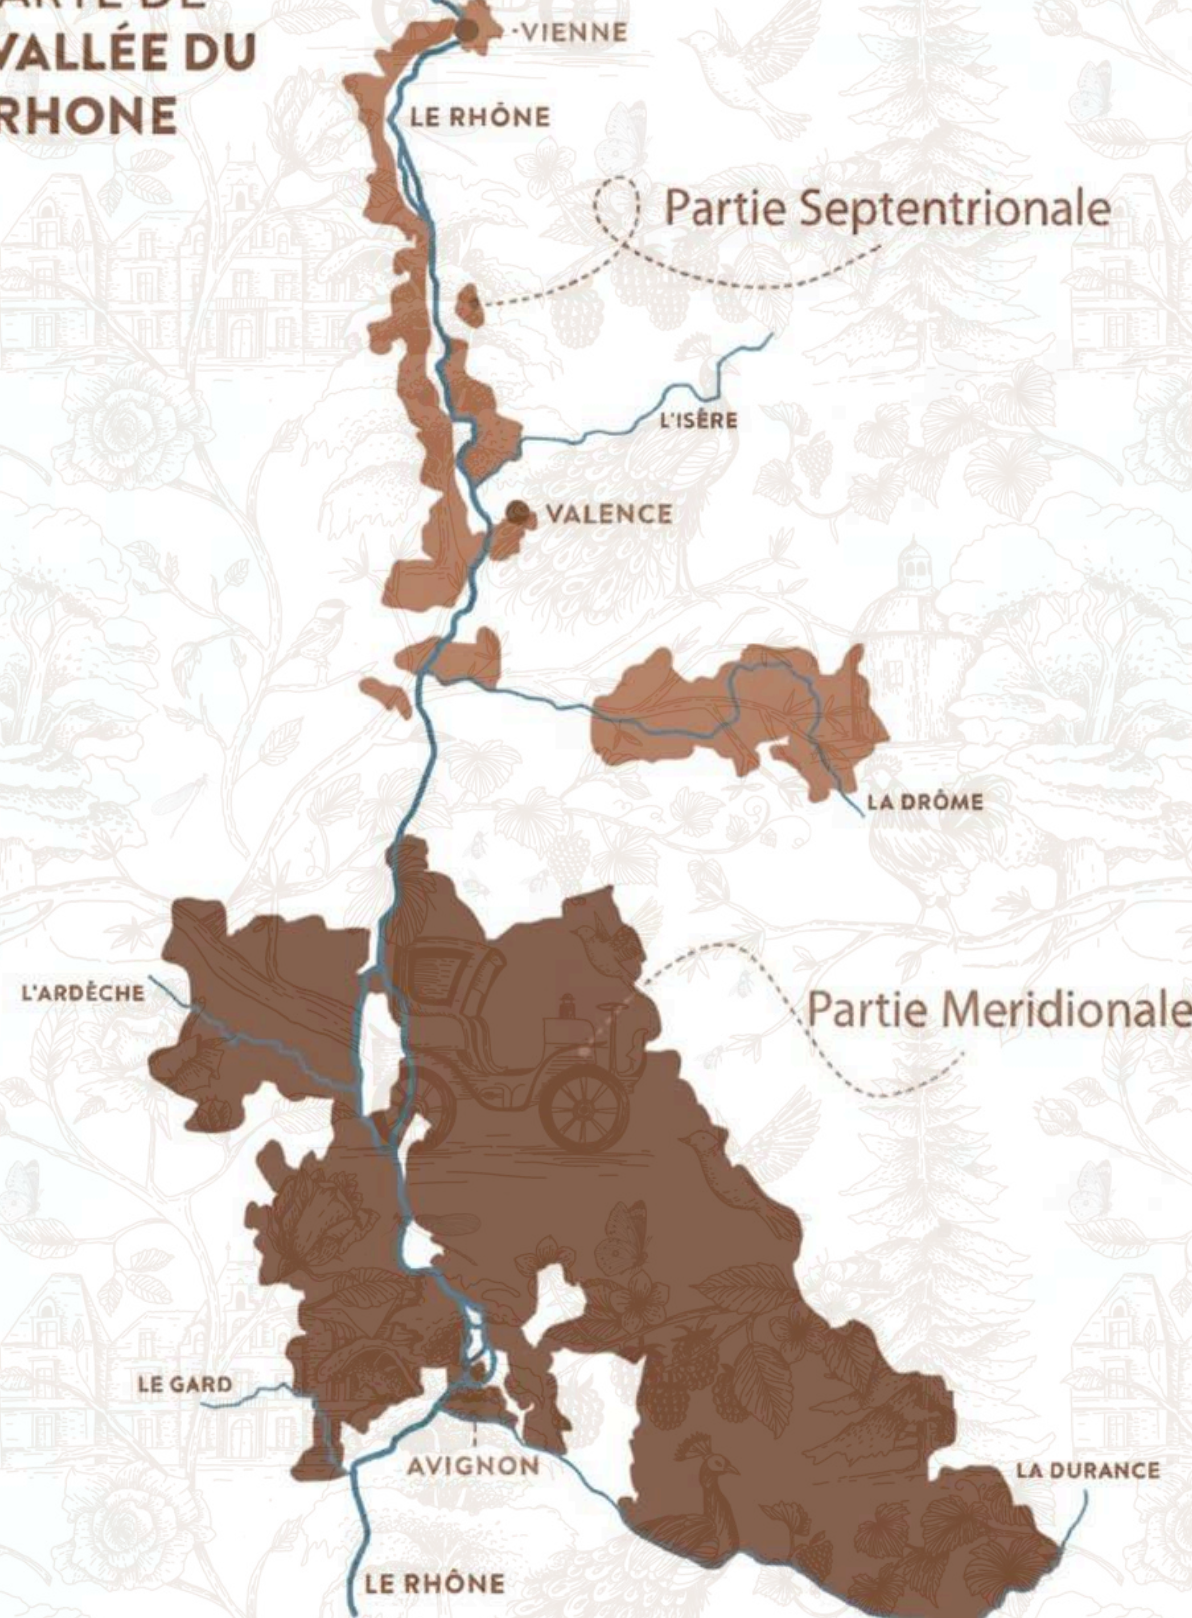 VALLÉE DU
RHONE
-VIENNE
LE RHÔNE
Partie Septentrionale
L'ISÈRE
VALENCE
LA DRÔME
L'ARDÈCHE
Partie Meridionale
LE GARD
AVIGNON
LA DURANCE
LE RHÔNE